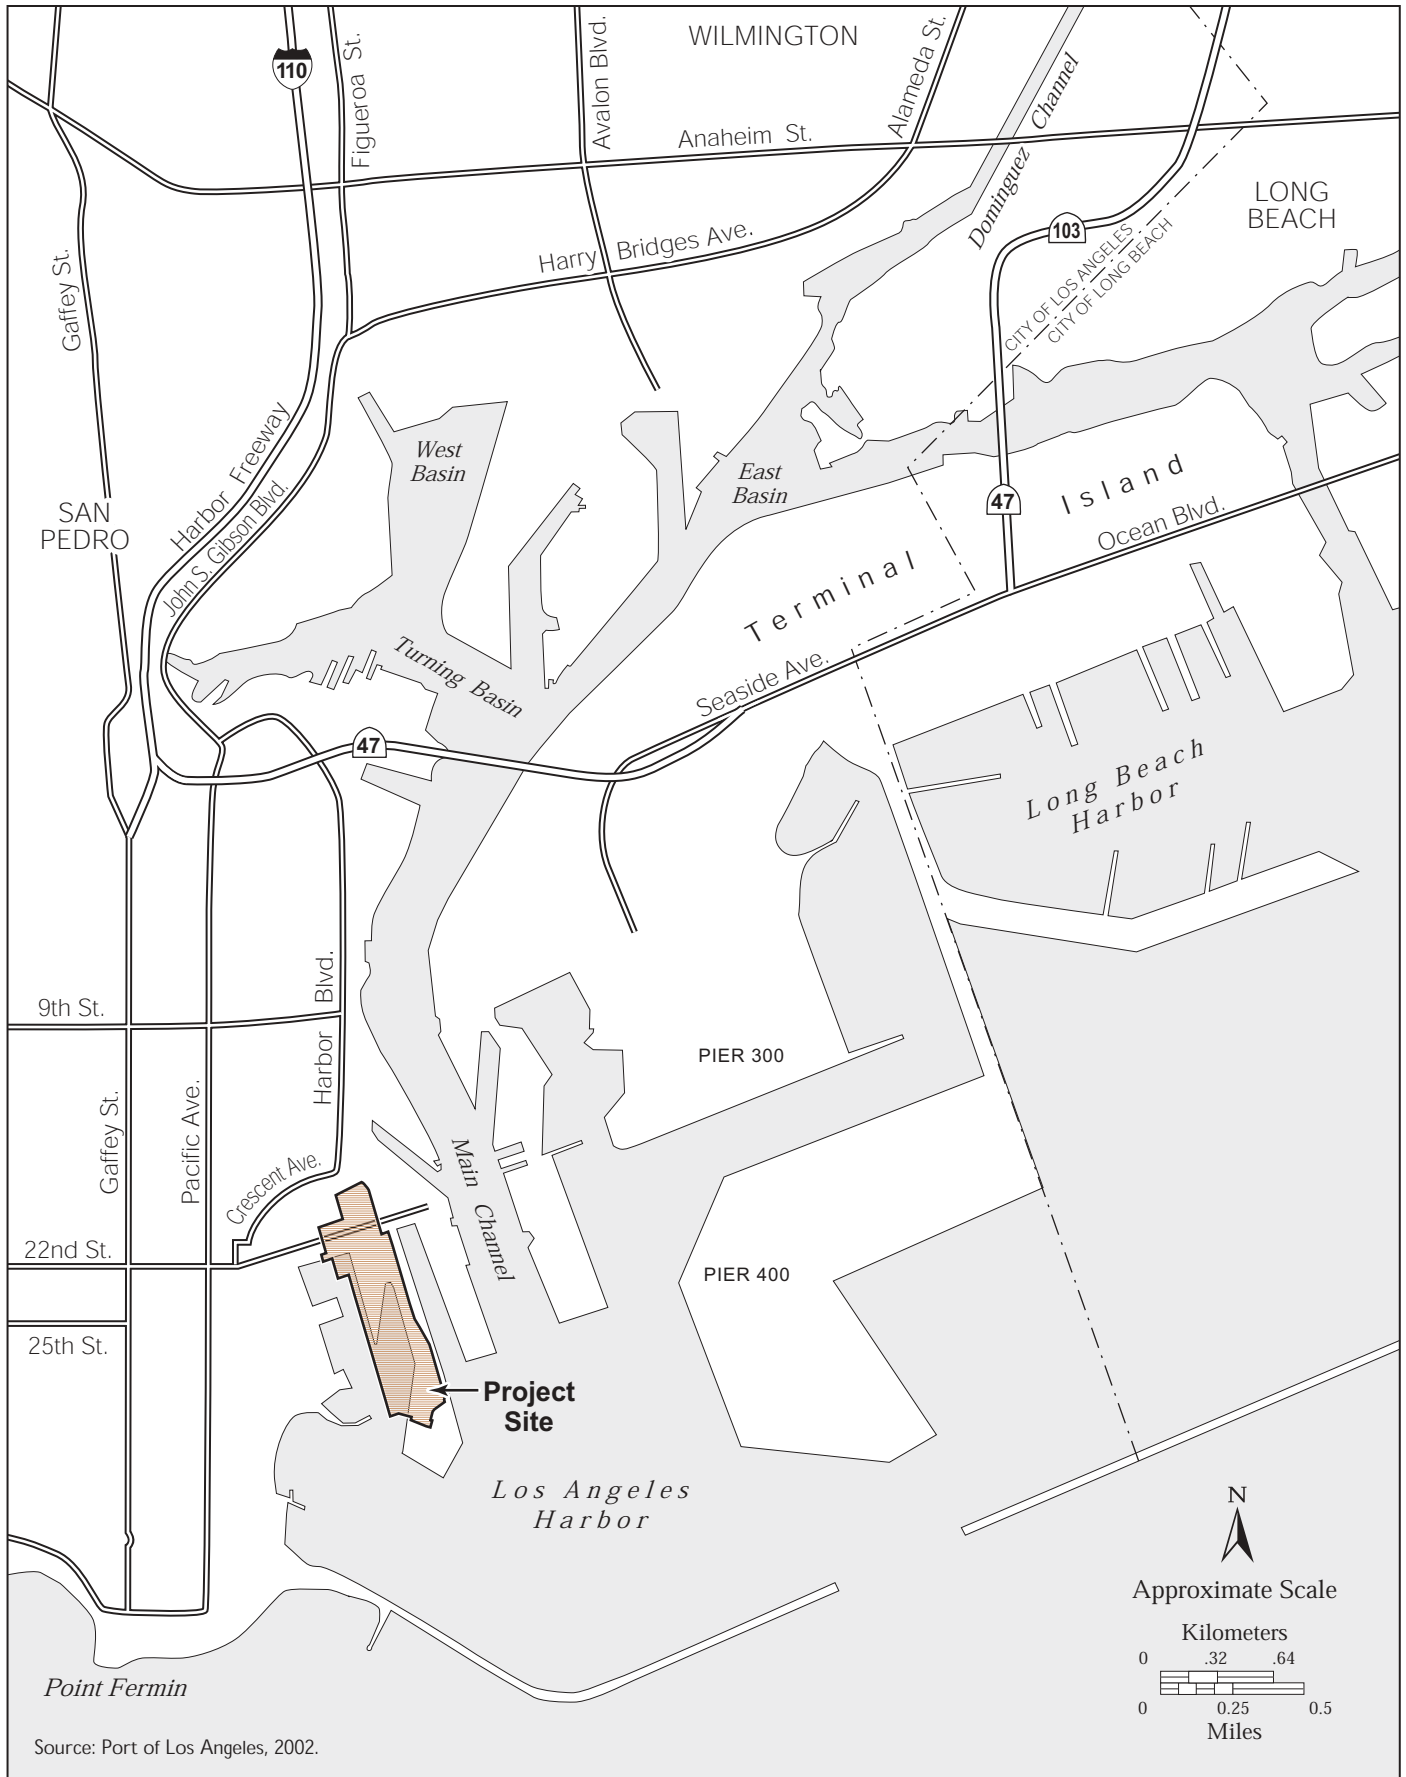 WILMINGTON
110
Figueroa St.
Avalon Blvd.
Alameda St.
Dominguez Channel
Anaheim St.
LONG
BEACH
103
Harry Bridges Ave.
CITY OF LOS ANGELES
CITY OF LONG BEACH
Gaffey St.
Harbor Freeway
John S. Gibson Blvd.
West
Basin
East
Basin
SAN
PEDRO
47
Terminal Island
Ocean Blvd.
Turning Basin
Seaside Ave.
47
Long Beach
Harbor
9th St.
Harbor Blvd.
PIER 300
Gaffey St.
Pacific Ave.
Crescent Ave.
Main Channel
22nd St.
PIER 400
25th St.
Project
Site
Los Angeles
Harbor
N
Approximate Scale
Kilometers
0 .32 .64
0 0.25 0.5
Miles
Point Fermin
Source: Port of Los Angeles, 2002.